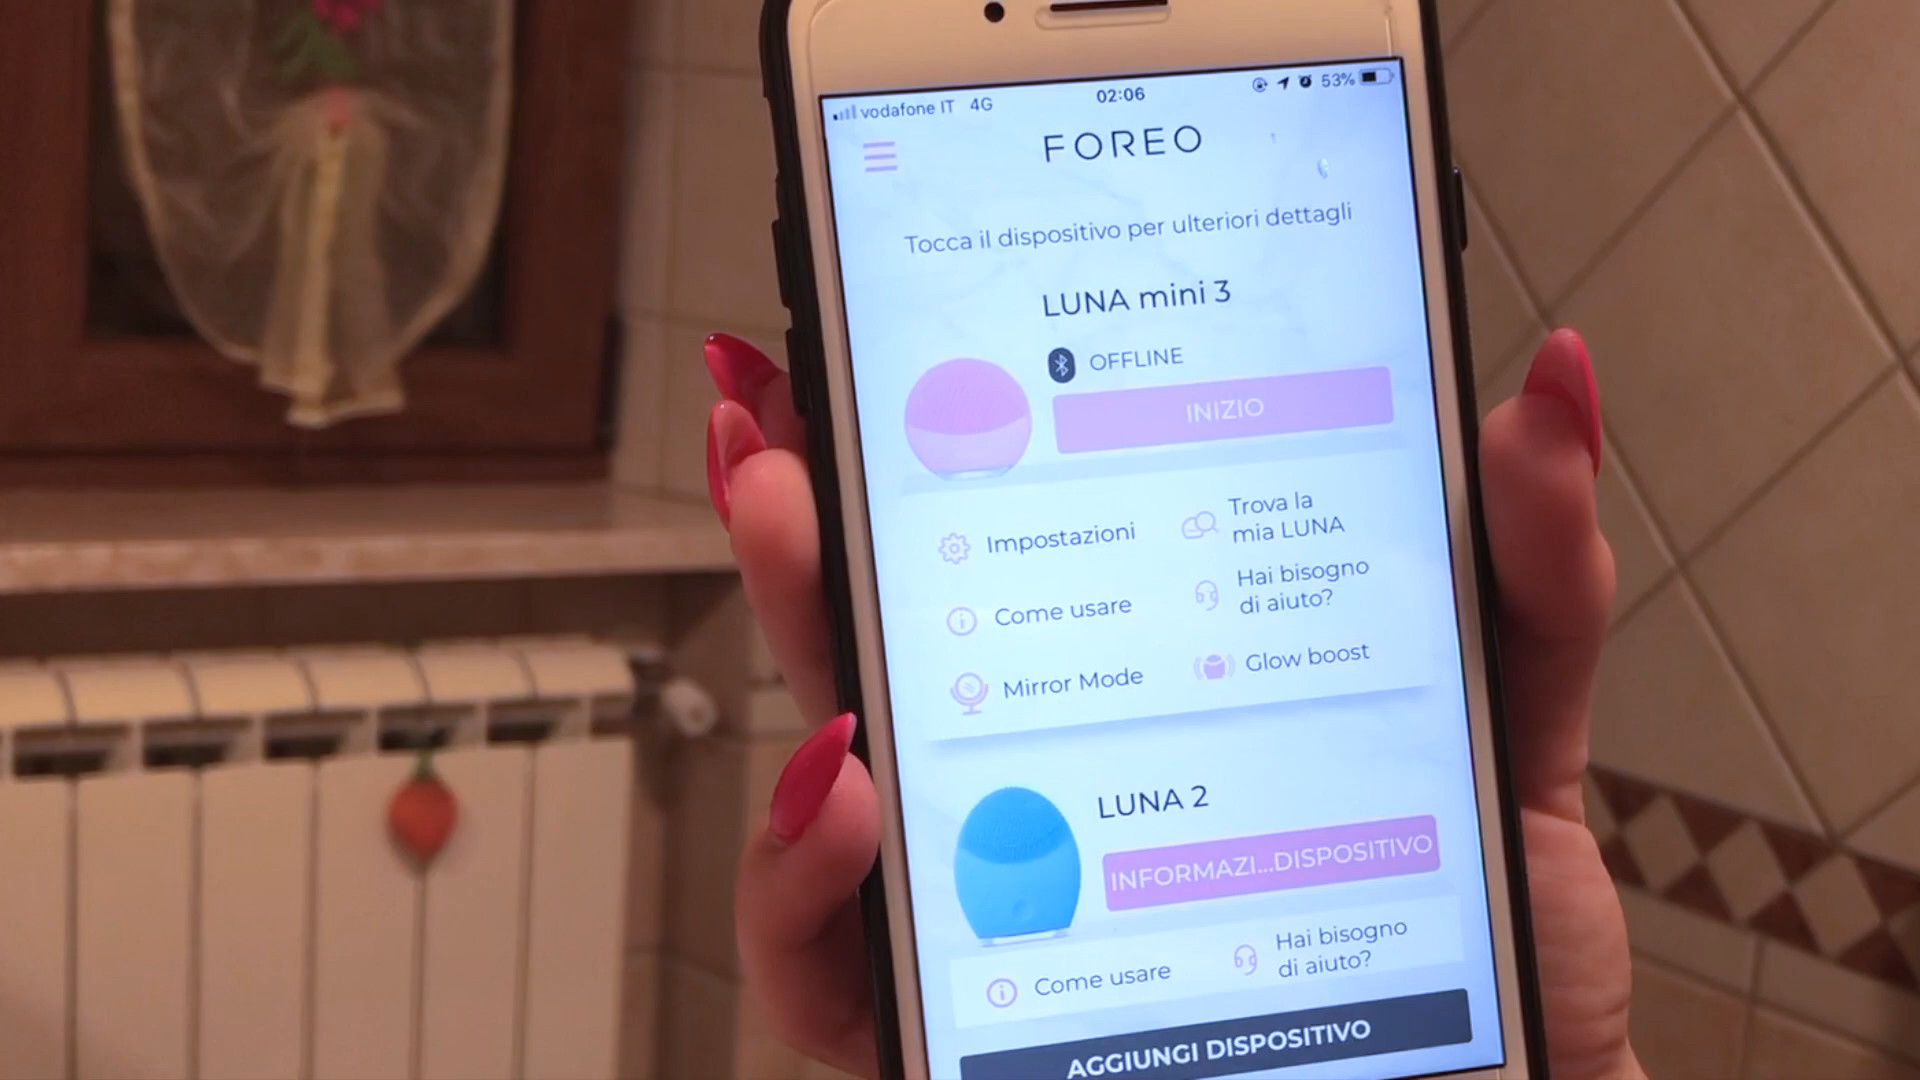 vodafone IT 4G 02:06 53%
FOREO
Tocca il dispositivo per ulteriori dettagli
LUNA mini 3
OFFLINE
INIZIO
Impostazioni
Trova la
mia LUNA
Come usare
Hai bisogno
di aiuto?
Mirror Mode
Glow boost
LUNA 2
INFORMAZI...DISPOSITIVO
Come usare
Hai bisogno
di aiuto?
AGGIUNGI DISPOSITIVO